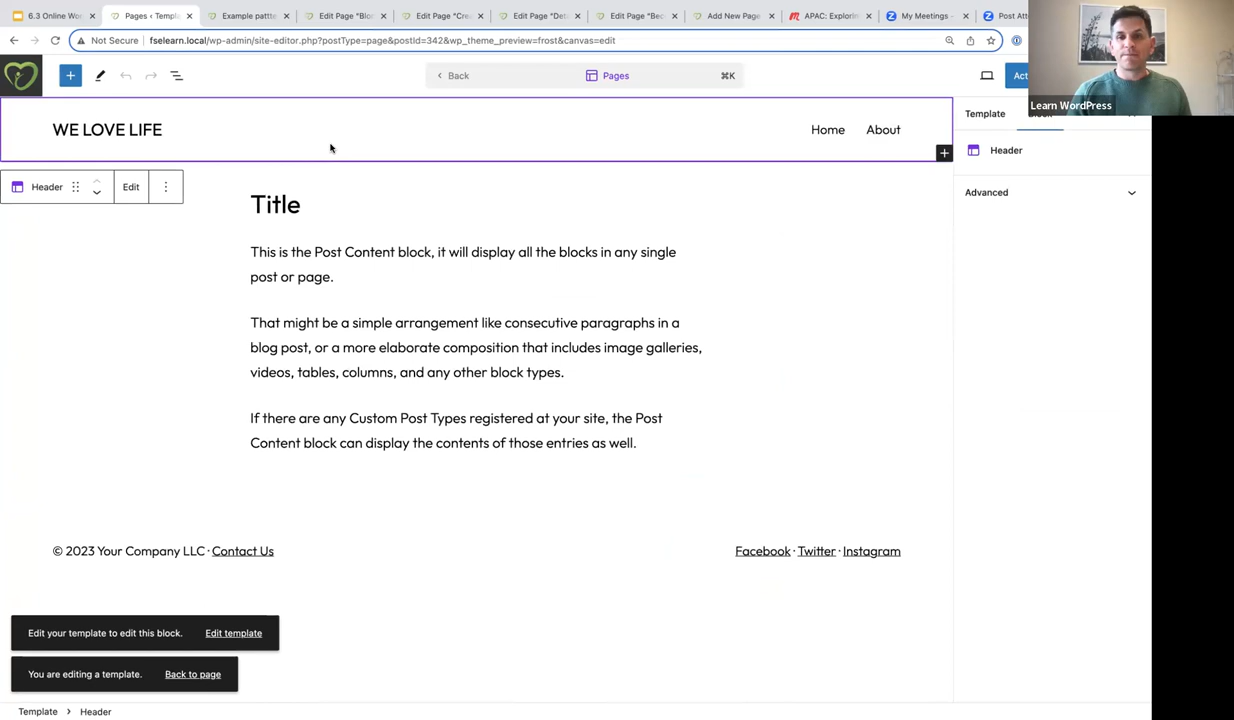 6.3 Online Wor
Pages ‹ Templ
Example pattte
Edit Page "Blo
Edit Page "Cre
Edit Page "Det
Edit Page "Bec
Add New Page
APAC: Explorin
My Meetings -
Post Att
Not Secure
fselearn.local/wp-admin/site-editor.php?postType=page&postId=342&wp_theme_preview=frost&canvas=edit
Back
Pages
⌘K
Learn WordPress
WE LOVE LIFE
Home
About
Template
Header
Advanced
Header
Edit
Title
This is the Post Content block, it will display all the blocks in any single
post or page.
That might be a simple arrangement like consecutive paragraphs in a
blog post, or a more elaborate composition that includes image galleries,
videos, tables, columns, and any other block types.
If there are any Custom Post Types registered at your site, the Post
Content block can display the contents of those entries as well.
© 2023 Your Company LLC · Contact Us
Facebook · Twitter · Instagram
Edit your template to edit this block. Edit template
You are editing a template. Back to page
Template › Header